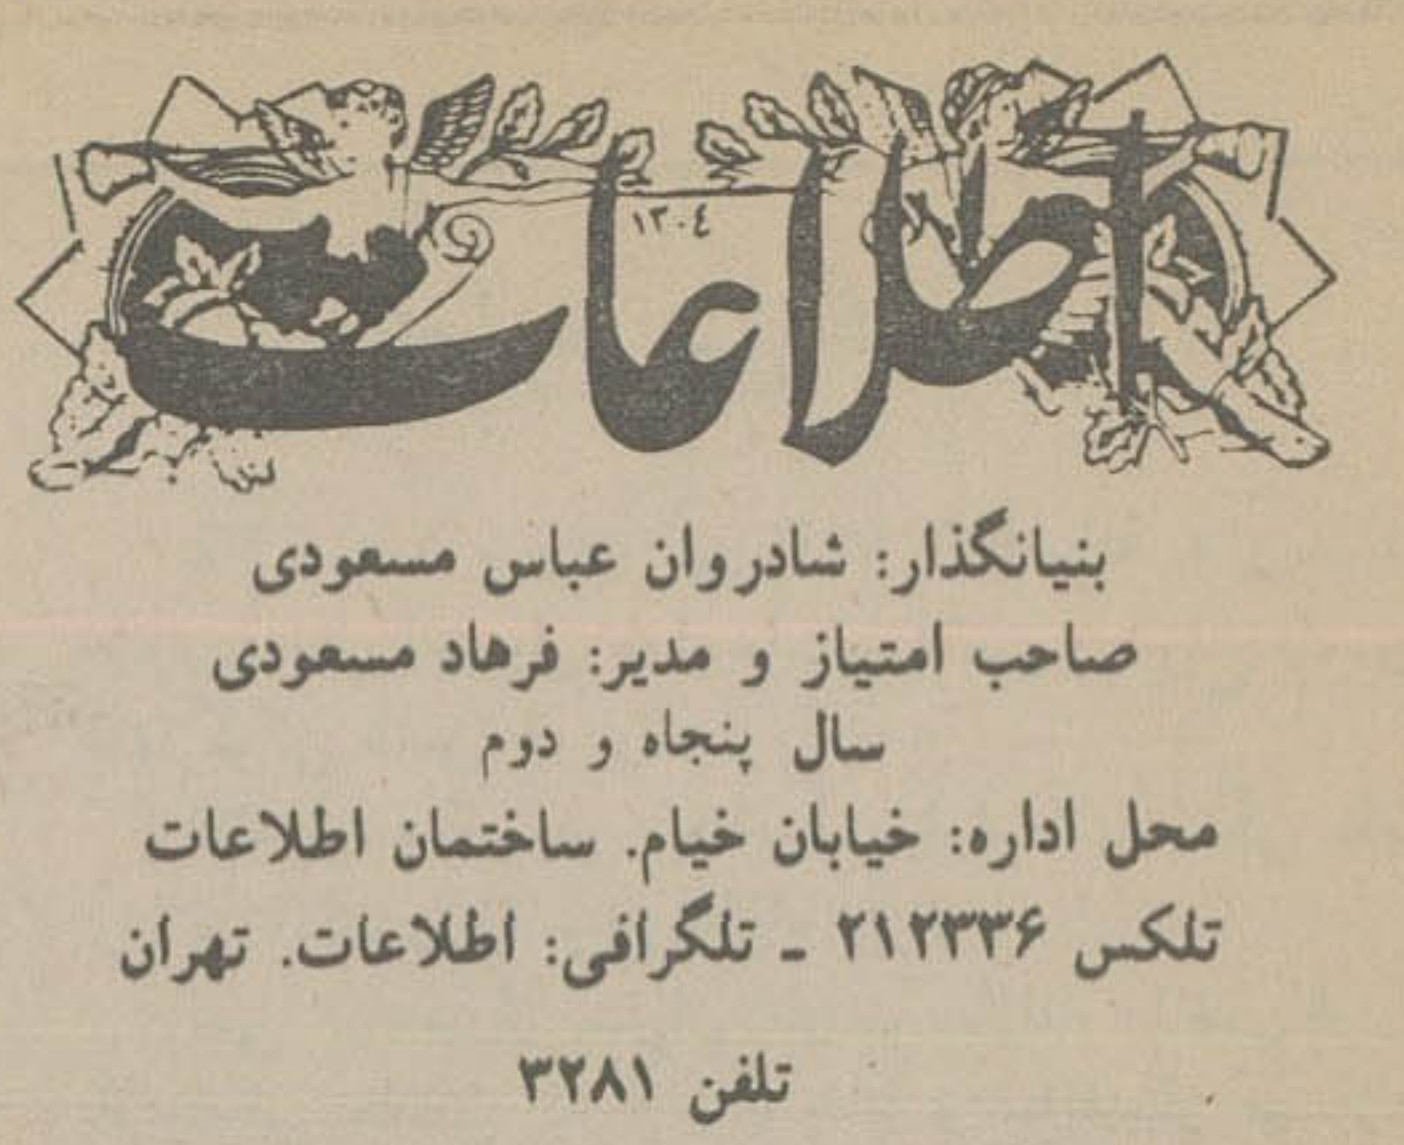 اطلاعات
۱۳۰٤
بنیانگذار: شادروان عباس مسعودی
صاحب امتیاز و مدیر: فرهاد مسعودی
سال پنجاه و دوم
محل اداره: خیابان خیام. ساختمان اطلاعات
تلکس ۲۱۲۳۳۶ ـ تلگرافی: اطلاعات. تهران
تلفن ۳۲۸۱